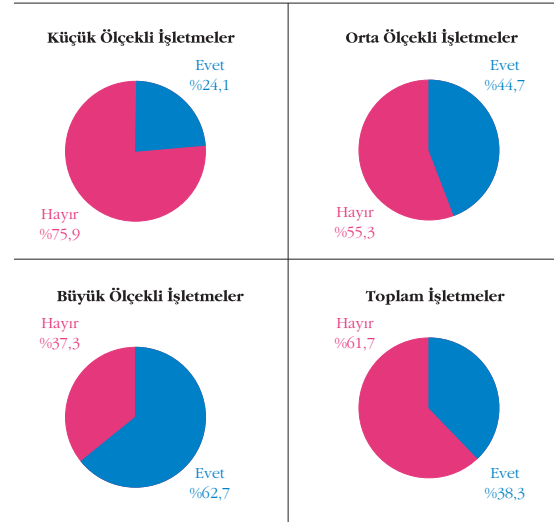 Küçük Ölçekli İşletmeler
Evet
%24,1
Hayır
%75,9
Orta Ölçekli İşletmeler
Evet
%44,7
Hayır
%55,3
Büyük Ölçekli İşletmeler
Hayır
%37,3
Evet
%62,7
Toplam İşletmeler
Hayır
%61,7
Evet
%38,3